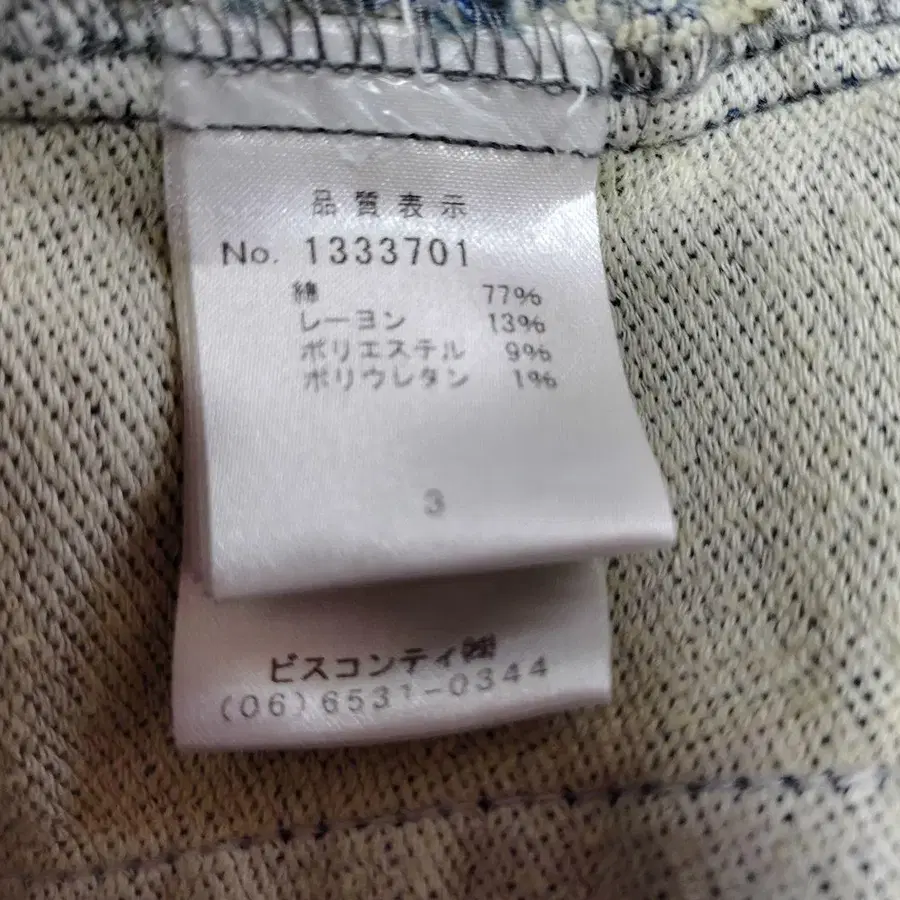 品質表示
No. 1333701
綿 77%
レーヨン 13%
ポリエステル 9%
ポリウレタン 1%
3
ビスコンティ㈱
(06)6531-0344